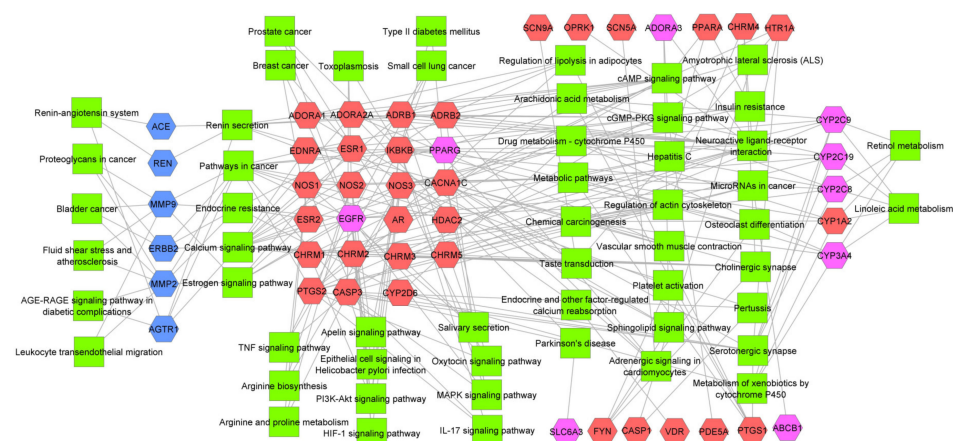 Prostate cancer
Type II diabetes mellitus
SCN9A
OPRK1
SCN5A
ADORA3
PPARA
CHRM4
HTR1A
Breast cancer
Toxoplasmosis
Small cell lung cancer
Regulation of lipolysis in adipocytes
Amyotrophic lateral sclerosis (ALS)
cAMP signaling pathway
Renin-angiotensin system
ACE
Renin secretion
ADORA1
ADORA2A
ADRB1
ADRB2
Arachidonic acid metabolism
Insulin resistance
cGMP-PKG signaling pathway
CYP2C9
Proteoglycans in cancer
REN
Pathways in cancer
EDNRA
ESR1
IKBKB
PPARG
Drug metabolism - cytochrome P450
Neuroactive ligand-receptor
interaction
Hepatitis C
CYP2C19
Retinol metabolism
Metabolic pathways
NOS1
NOS2
NOS3
CACNA1C
MicroRNAs in cancer
CYP2C8
Linoleic acid metabolism
Bladder cancer
MMP9
Endocrine resistance
ESR2
EGFR
AR
HDAC2
Regulation of actin cytoskeleton
Chemical carcinogenesis
Osteoclast differentiation
CYP1A2
Fluid shear stress and
atherosclerosis
ERBB2
Calcium signaling pathway
CHRM1
CHRM2
CHRM3
CHRM5
Vascular smooth muscle contraction
Taste transduction
Cholinergic synapse
CYP3A4
MMP2
Estrogen signaling pathway
PTGS2
CASP3
CYP2D6
Platelet activation
AGE-RAGE signaling pathway in
diabetic complications
Endocrine and other factor-regulated
calcium reabsorption
Pertussis
AGTR1
Apelin signaling pathway
Salivary secretion
Sphingolipid signaling pathway
Parkinson's disease
Serotonergic synapse
Leukocyte transendothelial migration
TNF signaling pathway
Epithelial cell signaling in
Helicobacter pylori infection
Oxytocin signaling pathway
Adrenergic signaling in
cardiomyocytes
Arginine biosynthesis
PI3K-Akt signaling pathway
MAPK signaling pathway
Metabolism of xenobiotics by
cytochrome P450
Arginine and proline metabolism
HIF-1 signaling pathway
IL-17 signaling pathway
SLC6A3
FYN
CASP1
VDR
PDE5A
PTGS1
ABCB1